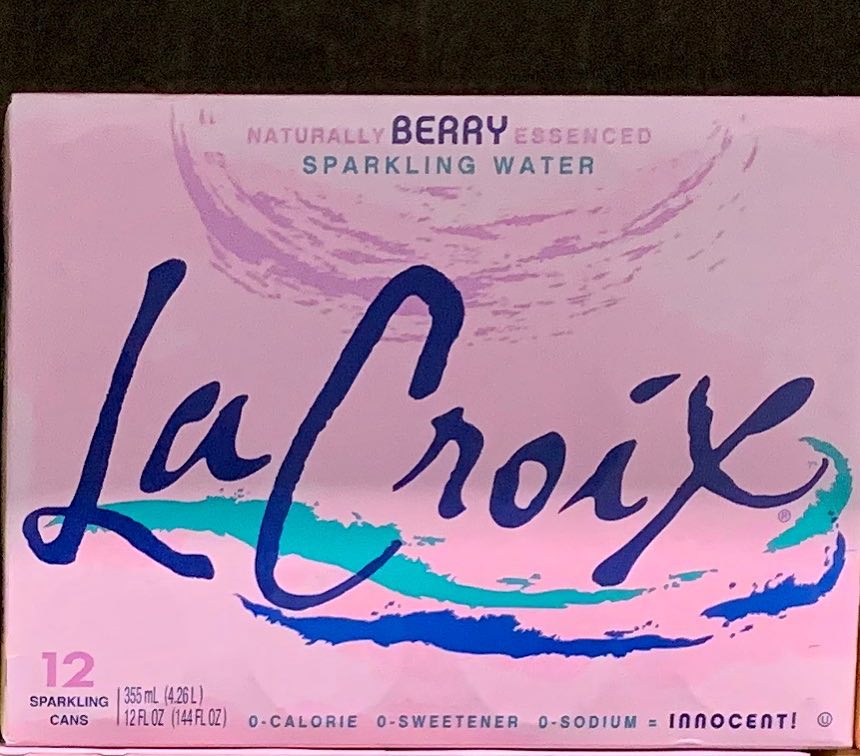 NATURALLY BERRY ESSENCED
SPARKLING WATER
LaCroix®
12
SPARKLING
CANS
355 mL (4.26 L)
12 FL OZ (144 FL OZ)
0-CALORIE 0-SWEETENER 0-SODIUM = INNOCENT! Ⓤ